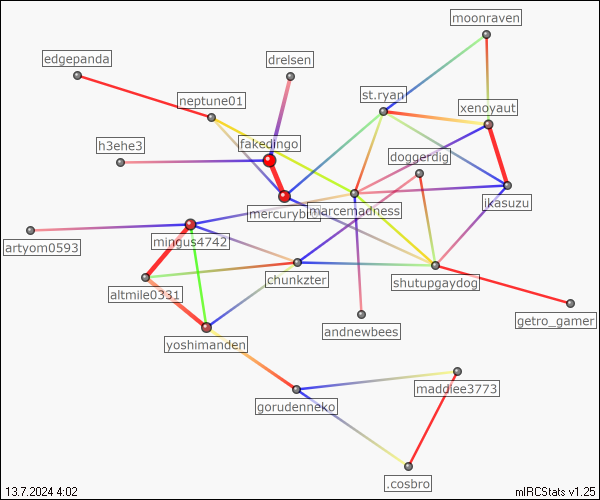 moonraven
edgepanda
drelsen
st.ryan
neptune01
xenoyaut
fakedingo
h3ehe3
doggerdig
ikasuzu
marcemadness
artyom0593
mingus4742
chunkzter
shutupgaydog
altmile0331
getro_gamer
andnewbees
yoshimanden
maddiee3773
gorudenneko
.cosbro
13.7.2024 4:02
mIRCStats v1.25